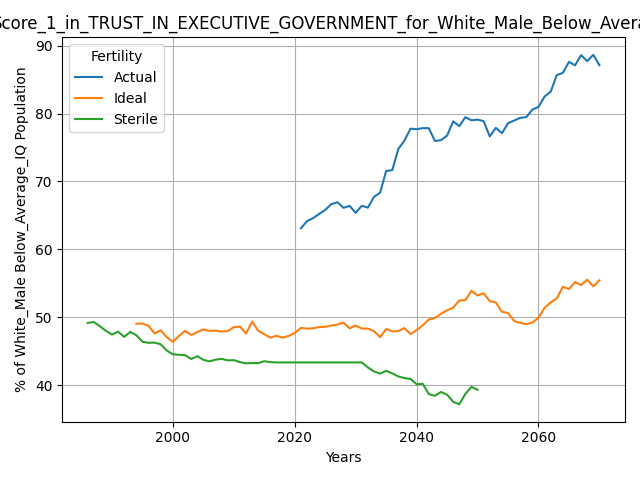 Score_1_in_TRUST_IN_EXECUTIVE_GOVERNMENT_for_White_Male_Below_Avera
Fertility
Actual
Ideal
Sterile
% of White_Male Below_Average_IQ Population
90
80
70
60
50
40
2000 2020 2040 2060
Years